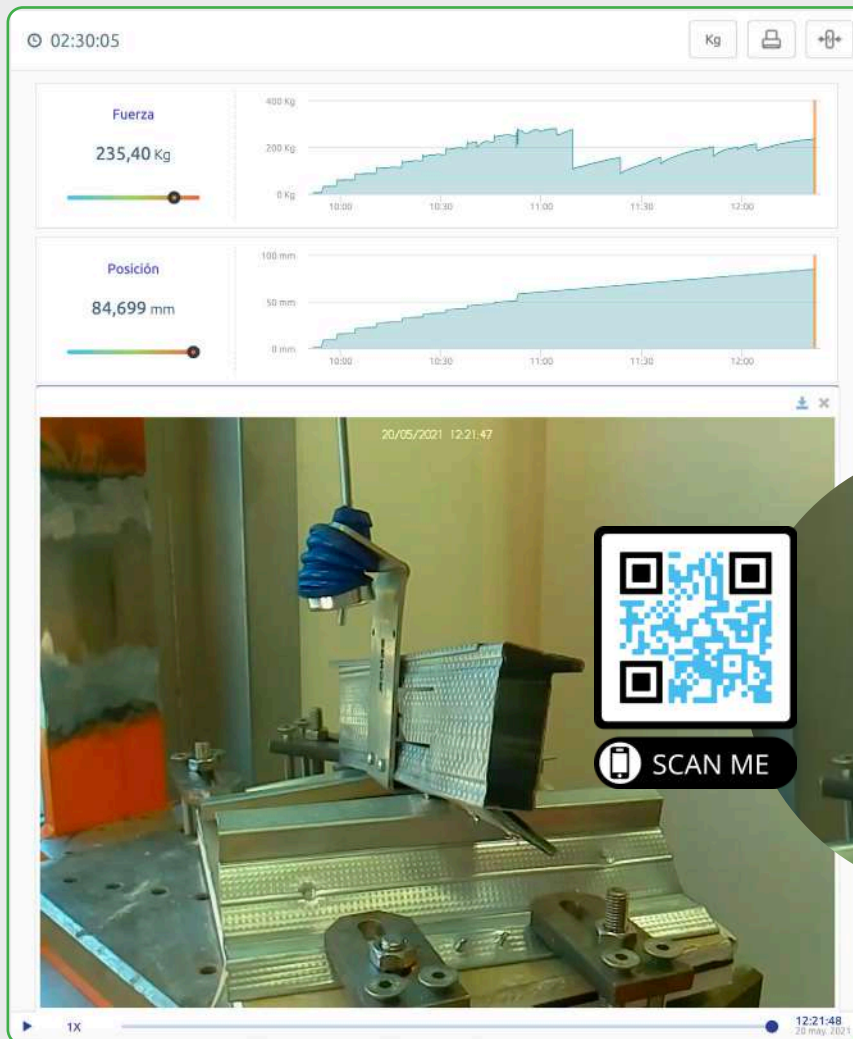 02:30:05
Kg
Fuerza
235,40 Kg
400 Kg
200 Kg
0 Kg
10:00
10:30
11:00
11:30
12:00
Posición
84,699 mm
100 mm
50 mm
0 mm
10:00
10:30
11:00
11:30
12:00
20/05/2021 12:21:47
SCAN ME
1X
12:21:48
20 may. 2021